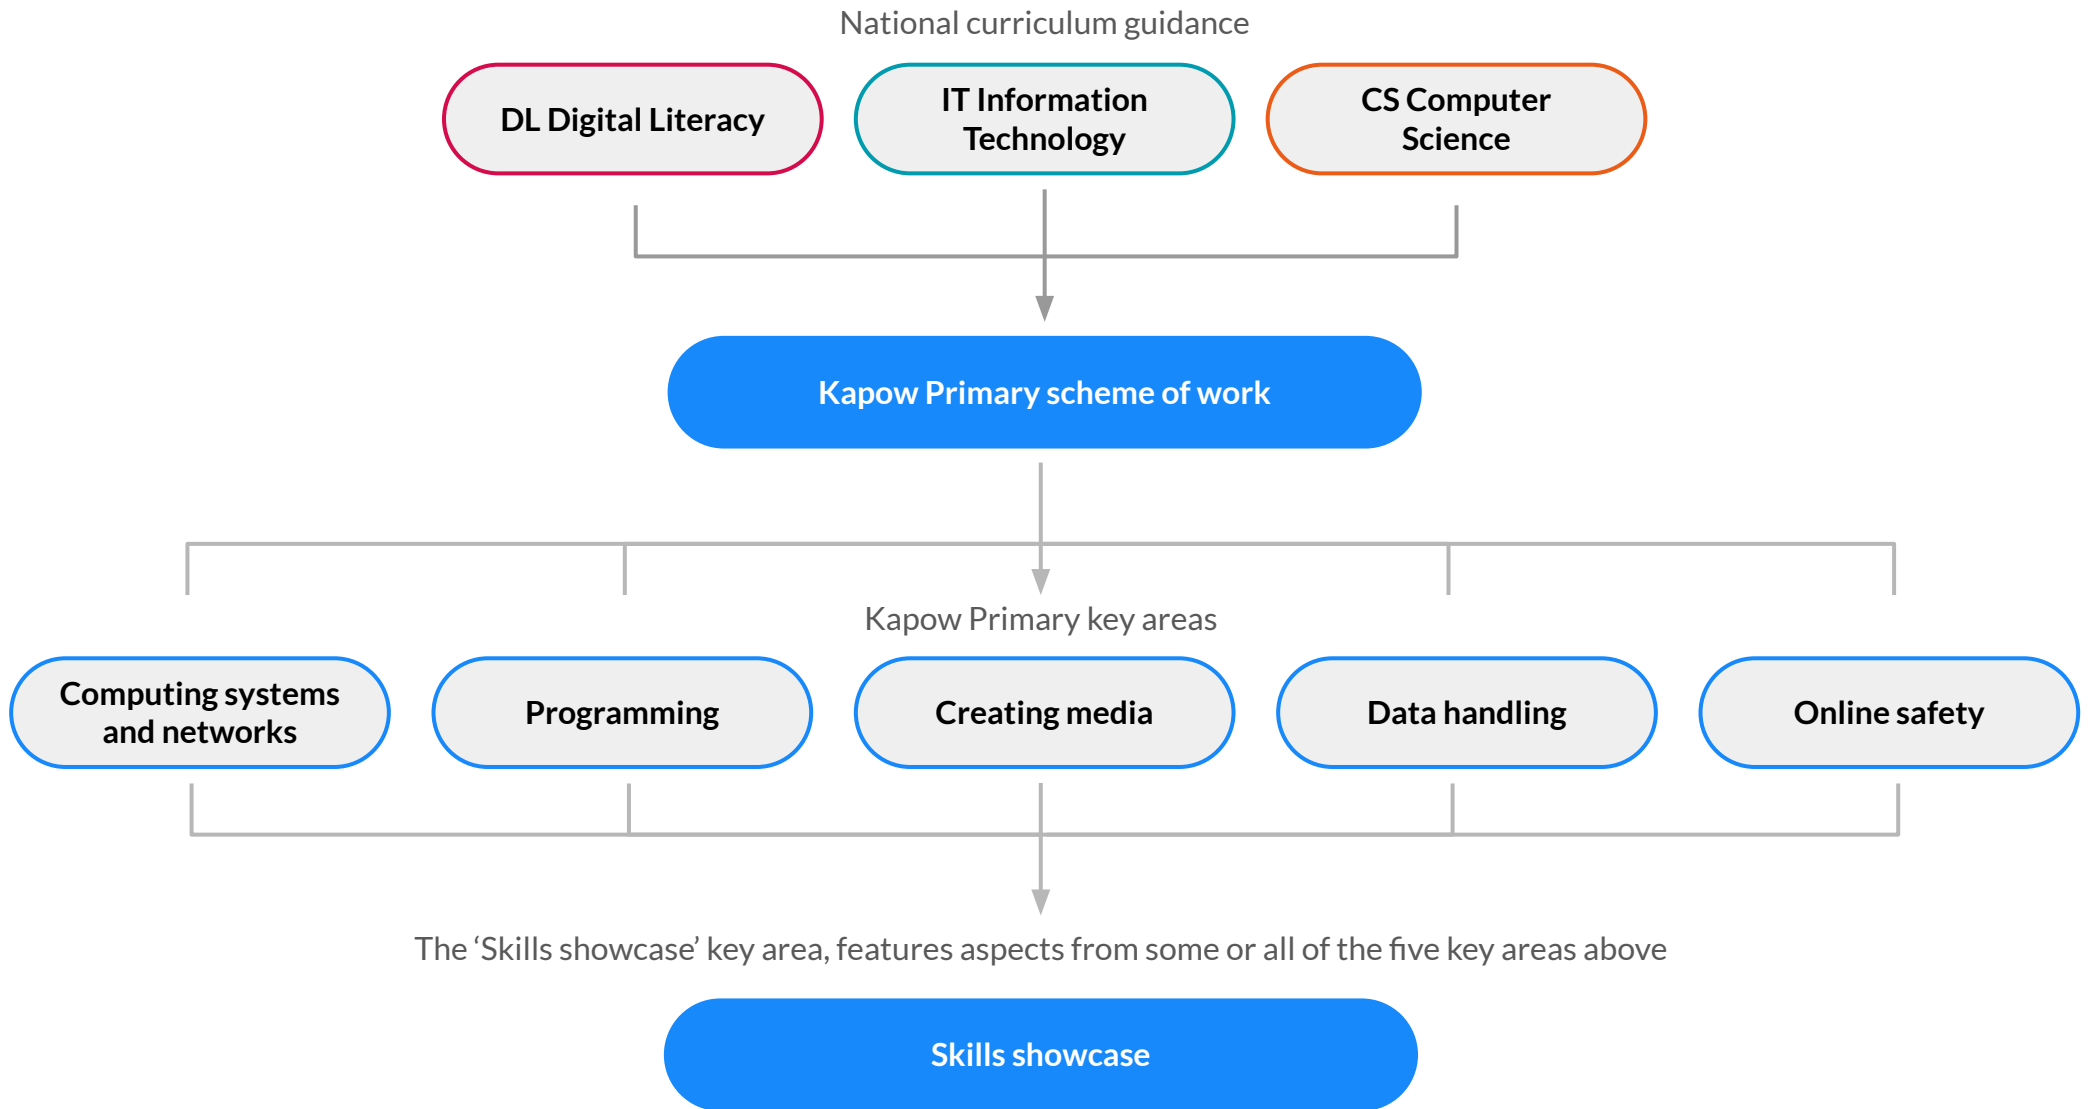 National curriculum guidance
DL Digital Literacy
IT Information
Technology
CS Computer
Science
Kapow Primary scheme of work
Kapow Primary key areas
Computing systems
and networks
Programming
Creating media
Data handling
Online safety
The ‘Skills showcase’ key area, features aspects from some or all of the five key areas above
Skills showcase